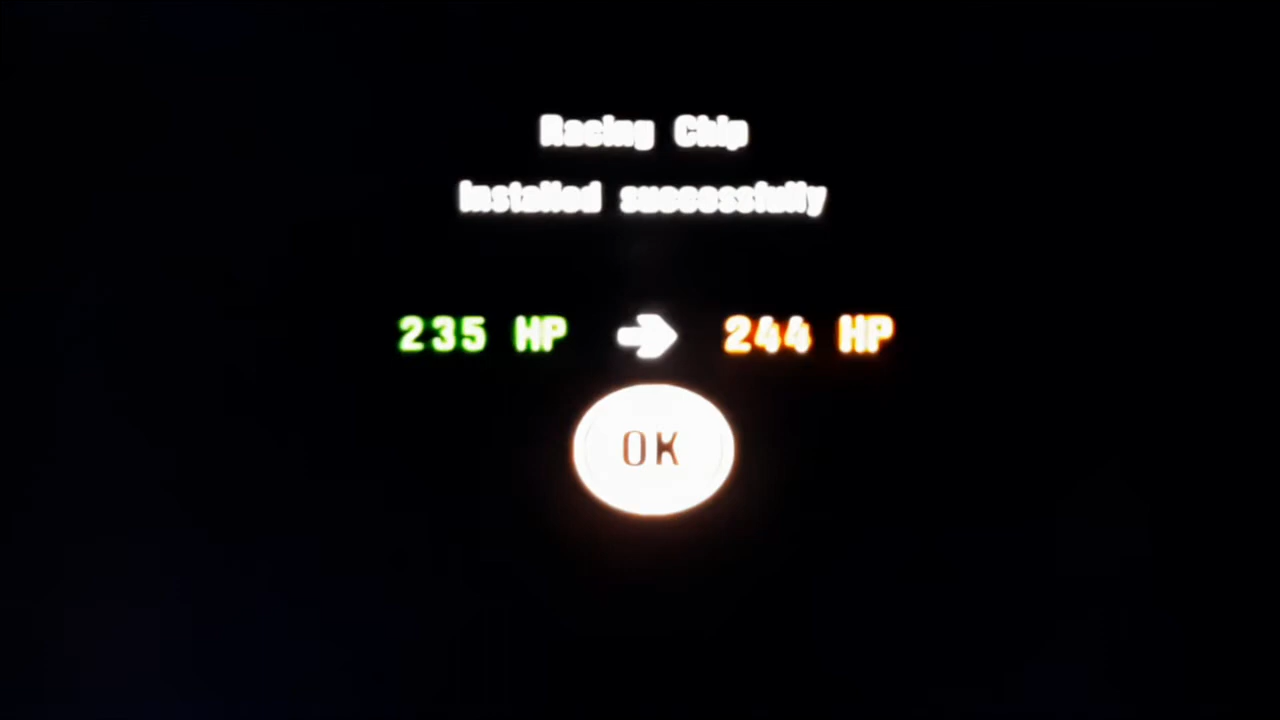 Racing Chip
Installed successfully
235 HP → 244 HP
OK